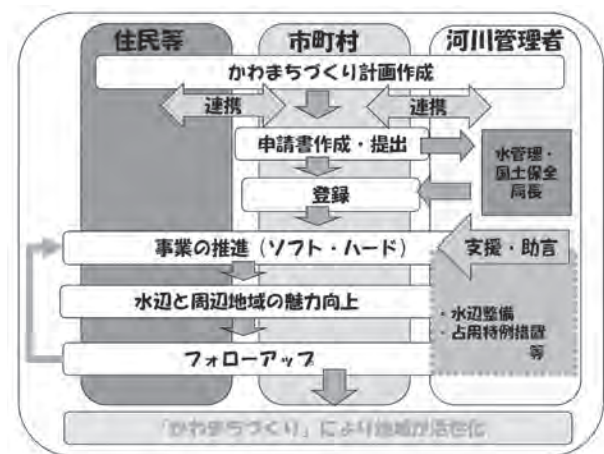 住民等
市町村
河川管理者
かわまちづくり計画作成
連携
連携
申請書作成・提出
水管理・
国土保全
局長
登録
事業の推進（ソフト・ハード）
支援・助言
水辺と周辺地域の魅力向上
・水辺整備
・占用特例措置
等
フォローアップ
「かわまちづくり」により地域が活性化